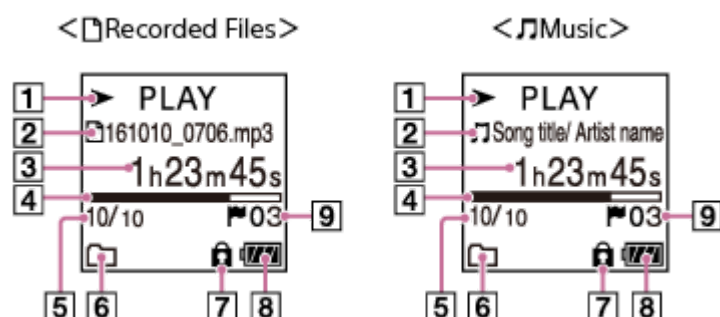 <Recorded Files>
1 PLAY
2 161010_0706.mp3
3 1h23m45s
4
10/10 03 9
5 6 7 8
<Music>
1 PLAY
2 Song title/ Artist name
3 1h23m45s
4
10/10 03 9
5 6 7 8